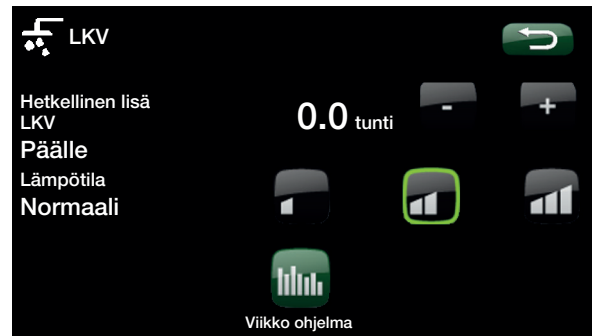 LKV
Hetkellinen lisä
LKV
0.0 tunti
- +
Päälle
Lämpötila
Normaali
Viikko ohjelma